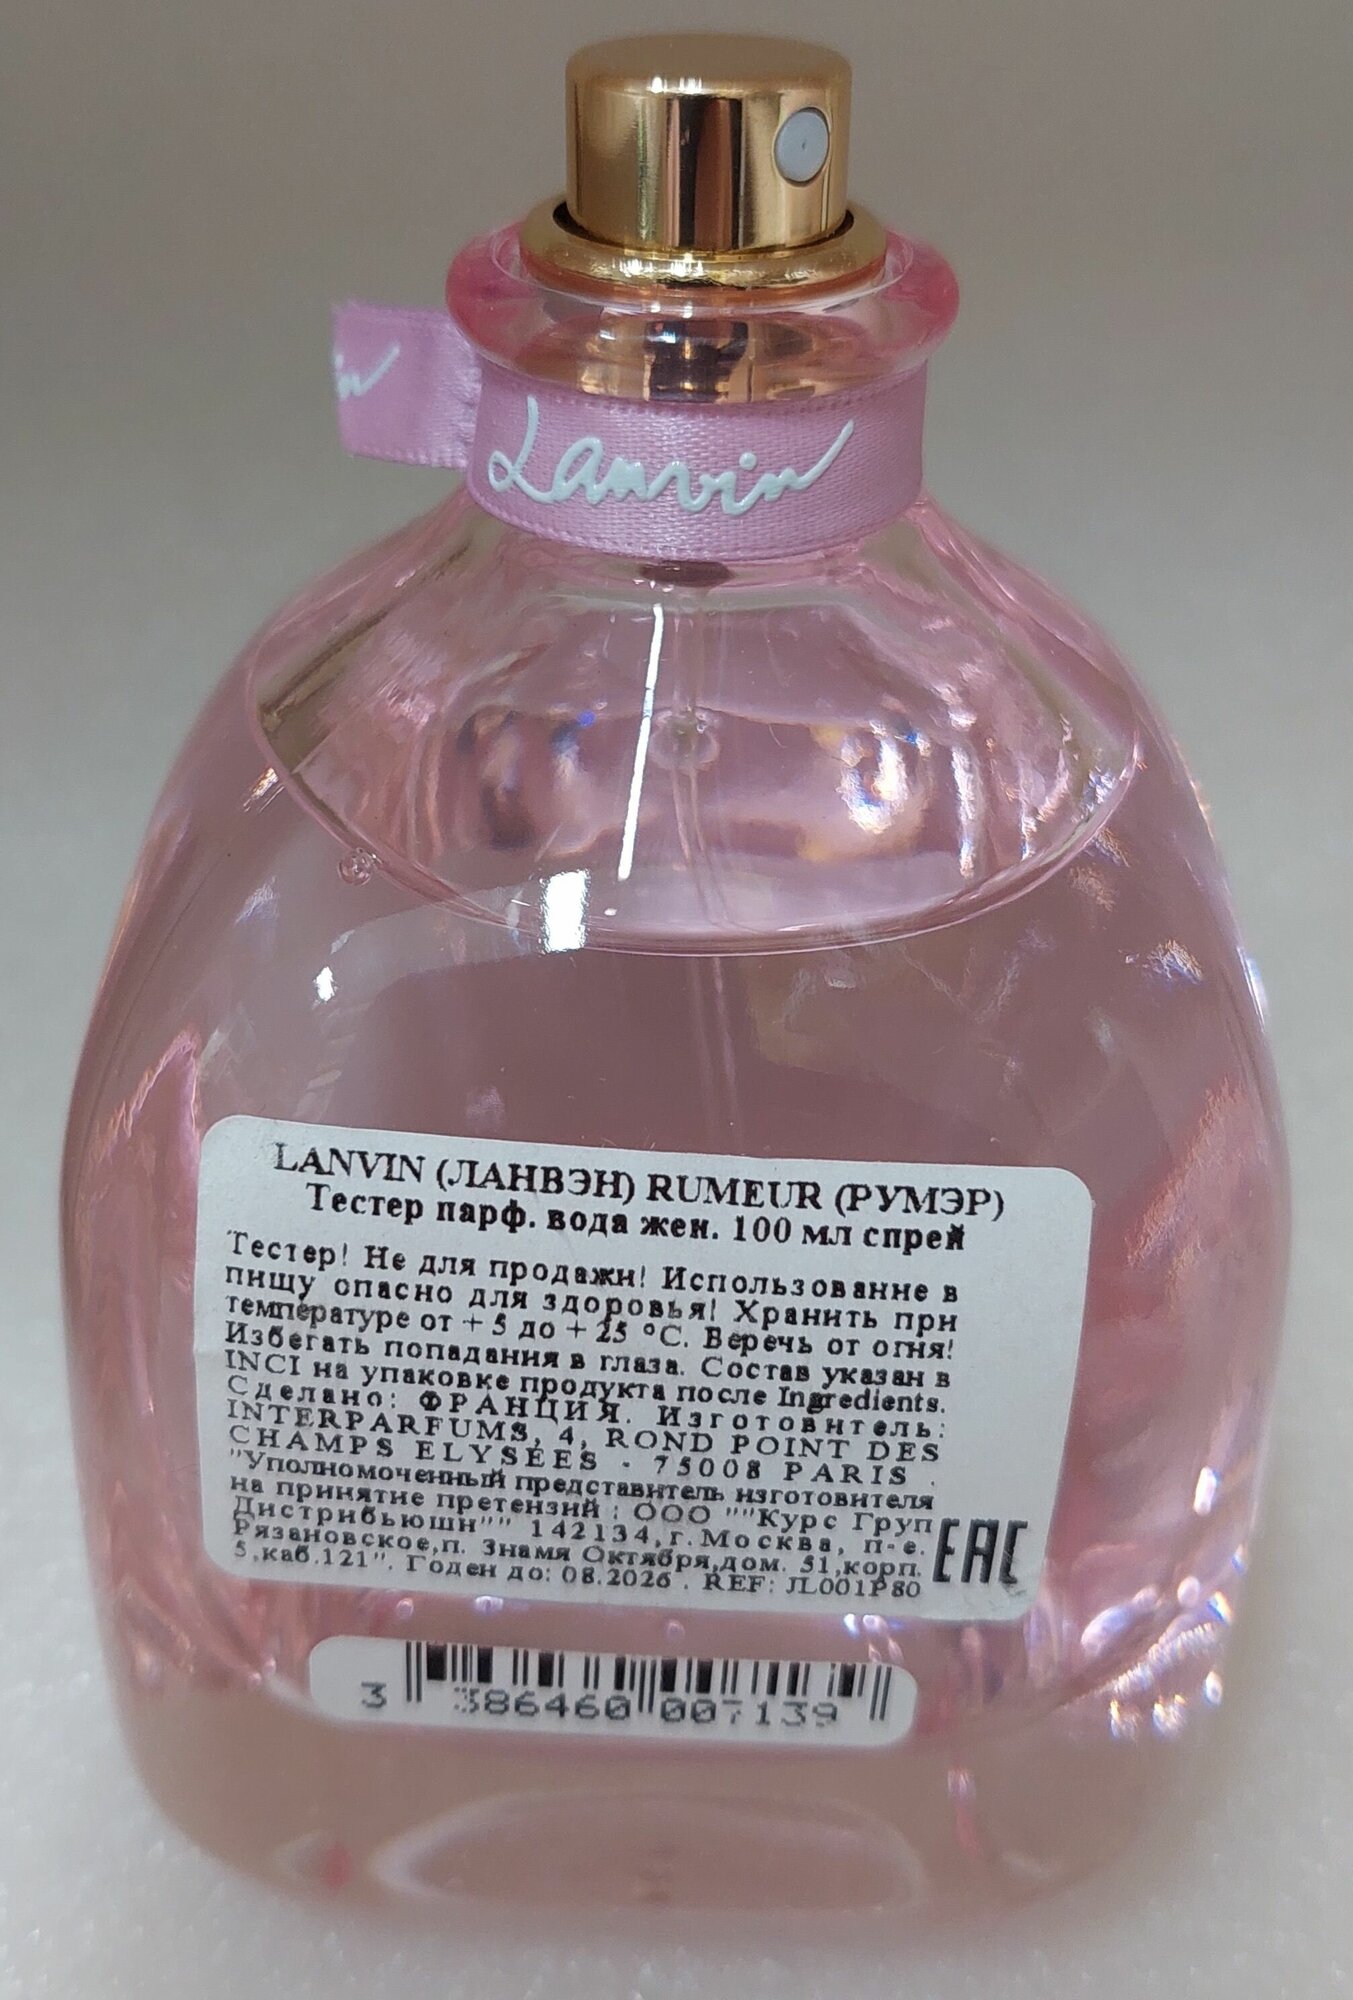 in
Lanvin
LANVIN (ЛАНВЭН) RUMEUR (РУМЭР)
Тестер парф. вода жен. 100 мл спрей
Тестер! Не для продажи! Использование в
пищу опасно для здоровья! Хранить при
температуре от +5 до +25 °С. Беречь от огня!
Избегать попадания в глаза. Состав указан в
INCI на упаковке продукта после Ingredients.
Сделано: ФРАНЦИЯ. Изготовитель:
INTERPARFUMS, 4, ROND POINT DES
CHAMPS ELYSEES - 75008 PARIS .
"Уполномоченный представитель изготовителя
на принятие претензий : ООО ""Курс Груп
Дистрибьюшн"" 142134,г.Москва, п-е.
Рязановское,п. Знамя Октября,дом. 31,корп.
5,каб.121". Годен до: 08.2026 . REF: JL001P80
EAC
3 386460 007139